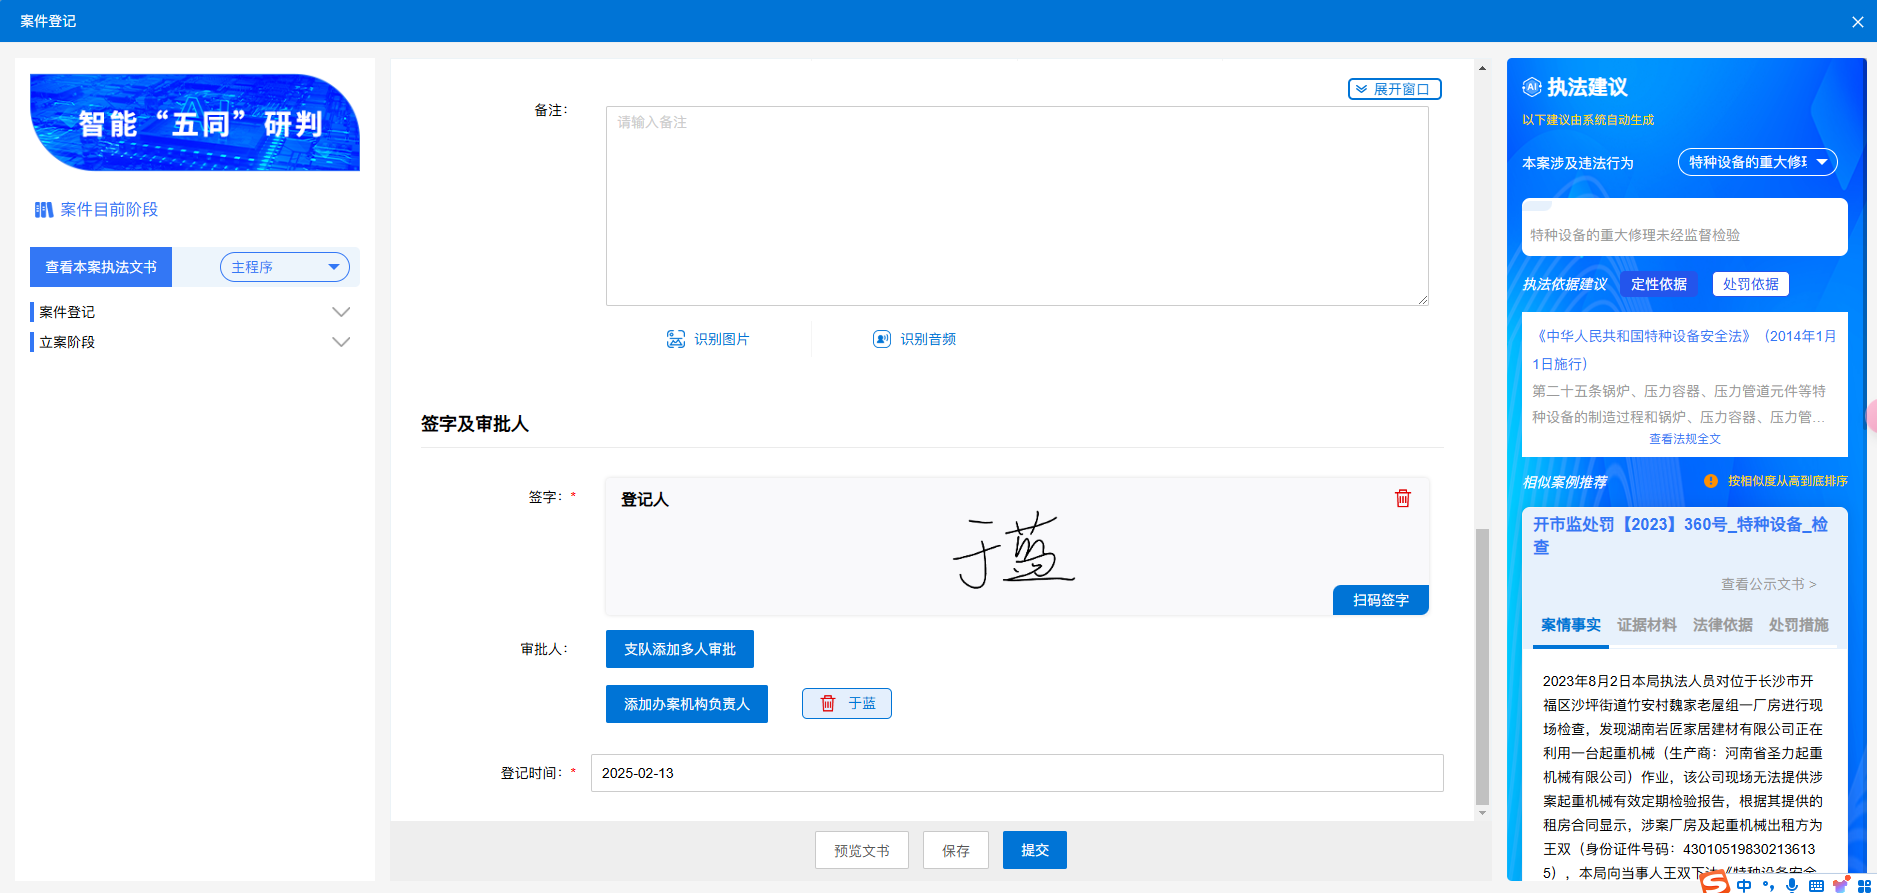 案件登记
智能“五同”研判
案件目前阶段
查看本案执法文书
主程序
案件登记
立案阶段
展开窗口
备注：
请输入备注
识别图片
识别音频
签字及审批人
签字： *
登记人
于蓝
扫码签字
审批人：
支队添加多人审批
添加办案机构负责人
于蓝
登记时间： *
2025-02-13
预览文书
保存
提交
AI 执法建议
以下建议由系统自动生成
本案涉及违法行为
特种设备的重大修理
特种设备的重大修理未经监督检验
执法依据建议
定性依据
处罚依据
《中华人民共和国特种设备安全法》（2014年1月
1日施行）
第二十五条锅炉、压力容器、压力管道元件等特
种设备的制造过程和锅炉、压力容器、压力管...
查看法规全文
相似案例推荐
按相似度从高到底排序
开市监处罚【2023】360号_特种设备_检
查
查看公示文书 >
案情事实
证据材料
法律依据
处罚措施
2023年8月2日本局执法人员对位于长沙市开
福区沙坪街道竹安村魏家老屋组一厂房进行现
场检查，发现湖南岩匠家居建材有限公司正在
利用一台起重机械（生产商：河南省圣力起重
机械有限公司）作业，该公司现场无法提供涉
案起重机械有效定期检验报告，根据其提供的
租房合同显示，涉案厂房及起重机械出租方为
王双（身份证件号码：43010519830213613
5），本局向当事人王双下达《特种设备安全
中